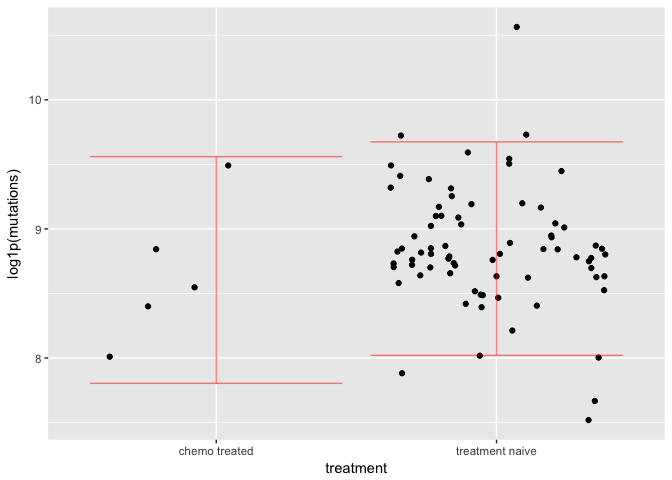 10
9
8
log1p(mutations)
chemo treated
treatment naive
treatment